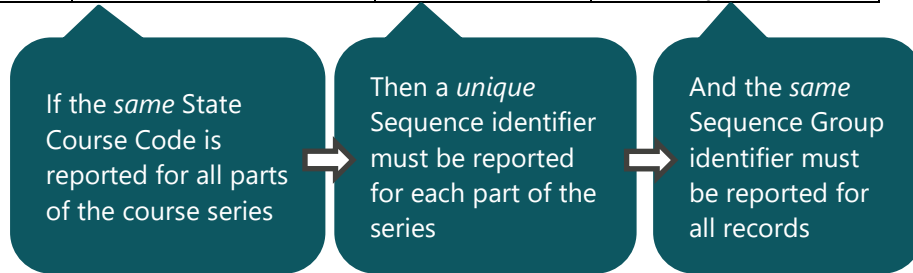 If the same State
Course Code is
reported for all parts
of the course series
Then a unique
Sequence identifier
must be reported
for each part of the
series
And the same
Sequence Group
identifier must
be reported for
all records